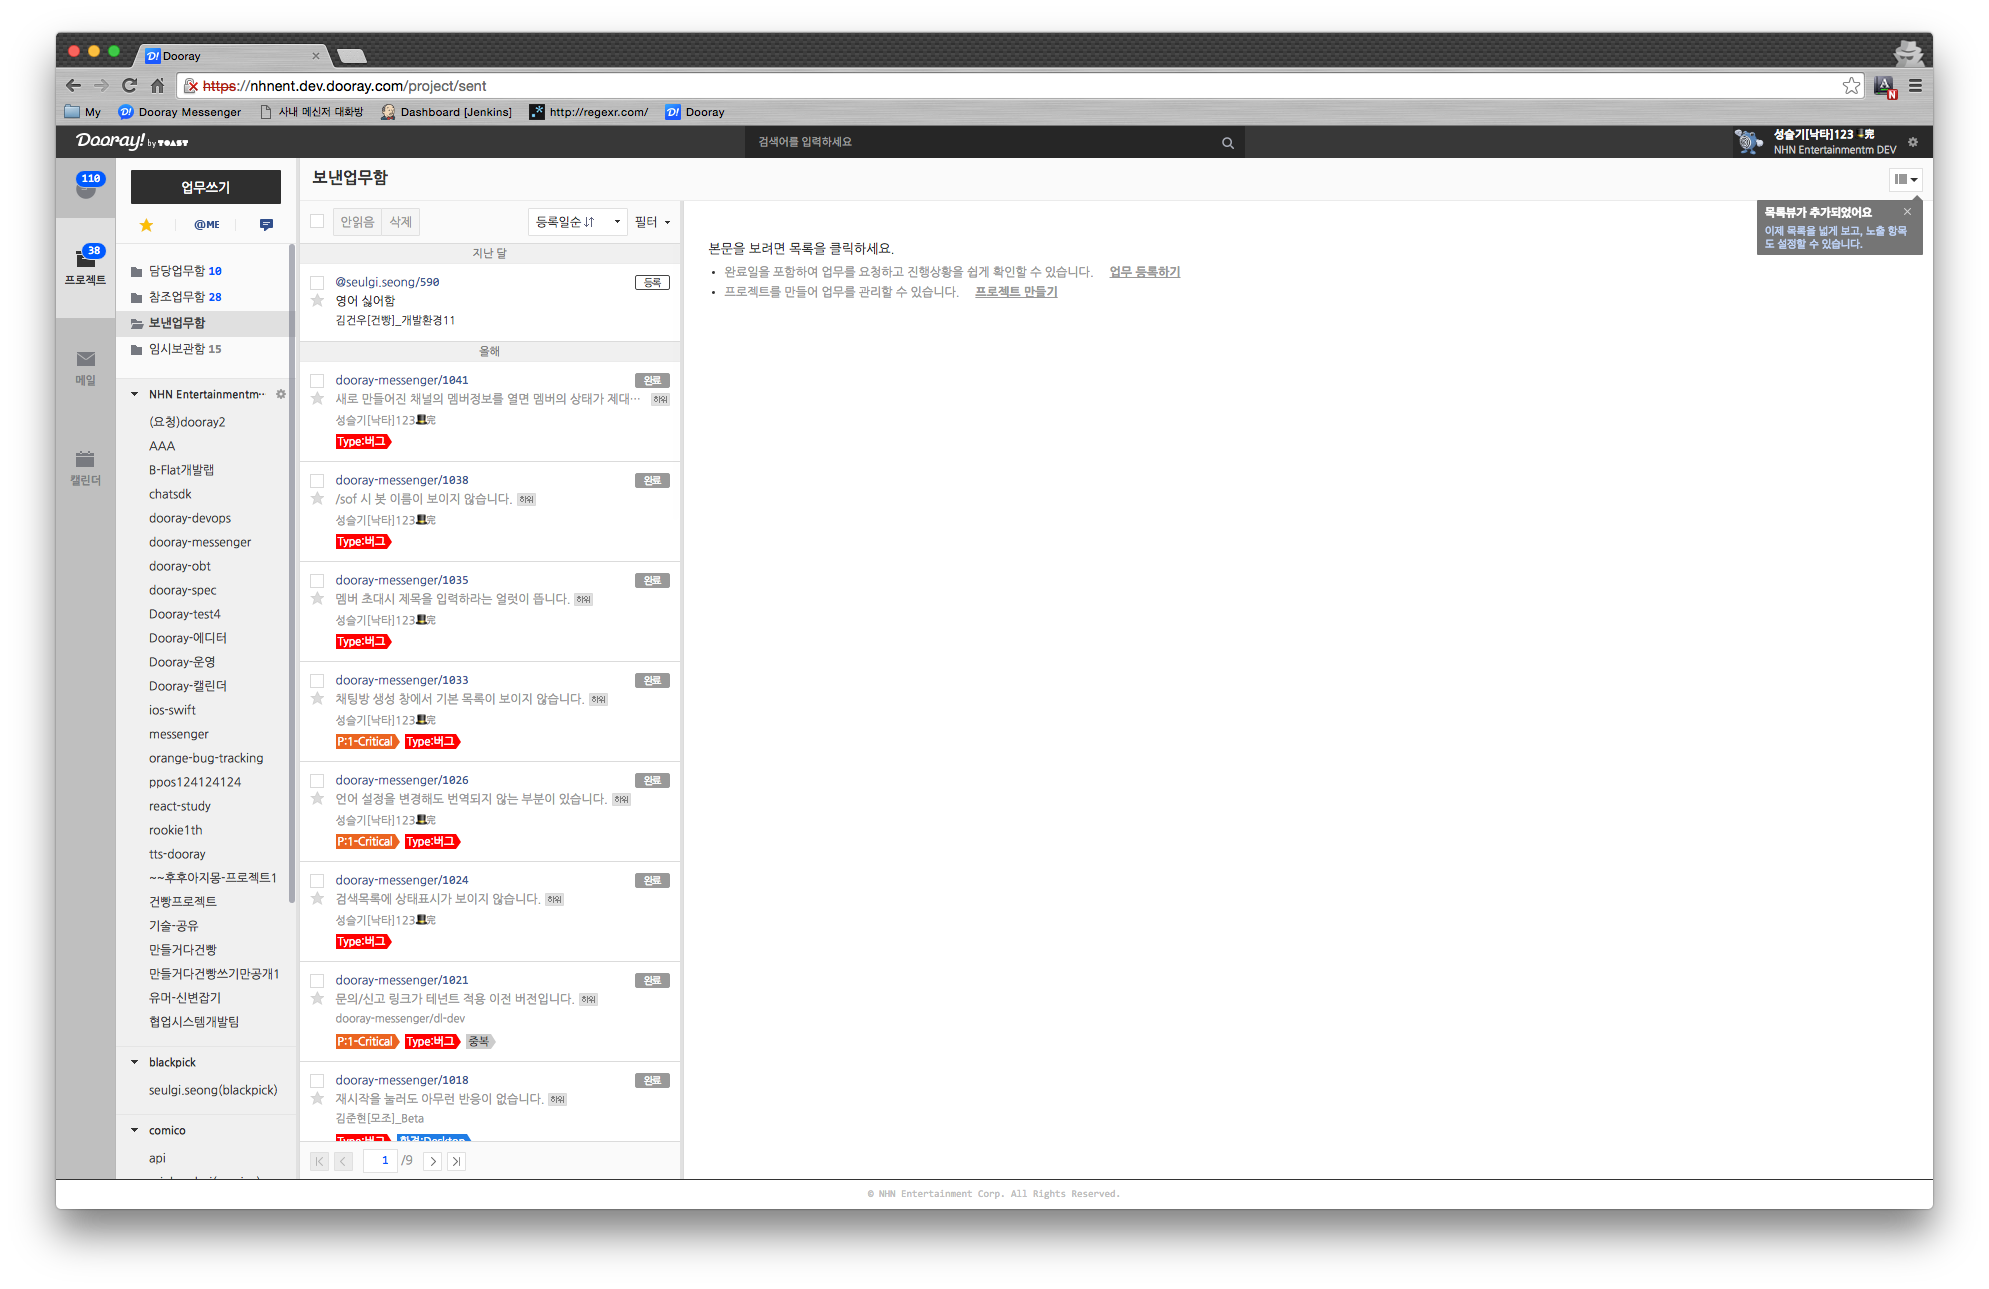 Dooray
https://nhnent.dev.dooray.com/project/sent
My
Dooray Messenger
사내 메신저 대화방
Dashboard [Jenkins]
http://regexr.com/
Dooray
Dooray! by TOAST
검색어를 입력하세요
성슬기[낙타]123 完
NHN Entertainmentm DEV
110
38
프로젝트
메일
캘린더
업무쓰기
@ME
담당업무함 10
참조업무함 28
보낸업무함
임시보관함 15
NHN Entertainmentm··
(요청)dooray2
AAA
B-Flat개발랩
chatsdk
dooray-devops
dooray-messenger
dooray-obt
dooray-spec
Dooray-test4
Dooray-에디터
Dooray-운영
Dooray-캘린더
ios-swift
messenger
orange-bug-tracking
ppos124124124
react-study
rookie1th
tts-dooray
~~후후아지몽-프로젝트1
건빵프로젝트
기술-공유
만들거다건빵
만들거다건빵쓰기만공개1
유머-신변잡기
협업시스템개발팀
blackpick
seulgi.seong(blackpick)
comico
api
보낸업무함
안읽음 삭제
등록일순 필터
지난 달
@seulgi.seong/590 등록
영어 싫어함
김건우[건빵]_개발환경11
올해
dooray-messenger/1041 완료
새로 만들어진 채널의 멤버정보를 열면 멤버의 상태가 제대… 하위
성슬기[낙타]123完
Type:버그
dooray-messenger/1038 완료
/sof 시 봇 이름이 보이지 않습니다. 하위
성슬기[낙타]123完
Type:버그
dooray-messenger/1035 완료
멤버 초대시 제목을 입력하라는 얼럿이 뜹니다. 하위
성슬기[낙타]123完
Type:버그
dooray-messenger/1033 완료
채팅방 생성 창에서 기본 목록이 보이지 않습니다. 하위
성슬기[낙타]123完
P:1-Critical Type:버그
dooray-messenger/1026 완료
언어 설정을 변경해도 번역되지 않는 부분이 있습니다. 하위
성슬기[낙타]123完
P:1-Critical Type:버그
dooray-messenger/1024 완료
검색목록에 상태표시가 보이지 않습니다. 하위
성슬기[낙타]123完
Type:버그
dooray-messenger/1021 완료
문의/신고 링크가 테넌트 적용 이전 버전입니다. 하위
dooray-messenger/dl-dev
P:1-Critical Type:버그 중복
dooray-messenger/1018 완료
재시작을 눌러도 아무런 반응이 없습니다. 하위
김준현[모조]_Beta
Type:버그 환경:Desktop
1 /9
본문을 보려면 목록을 클릭하세요.
• 완료일을 포함하여 업무를 요청하고 진행상황을 쉽게 확인할 수 있습니다. 업무 등록하기
• 프로젝트를 만들어 업무를 관리할 수 있습니다. 프로젝트 만들기
목록뷰가 추가되었어요
이제 목록을 넓게 보고, 노출 항목
도 설정할 수 있습니다.
© NHN Entertainment Corp. All Rights Reserved.